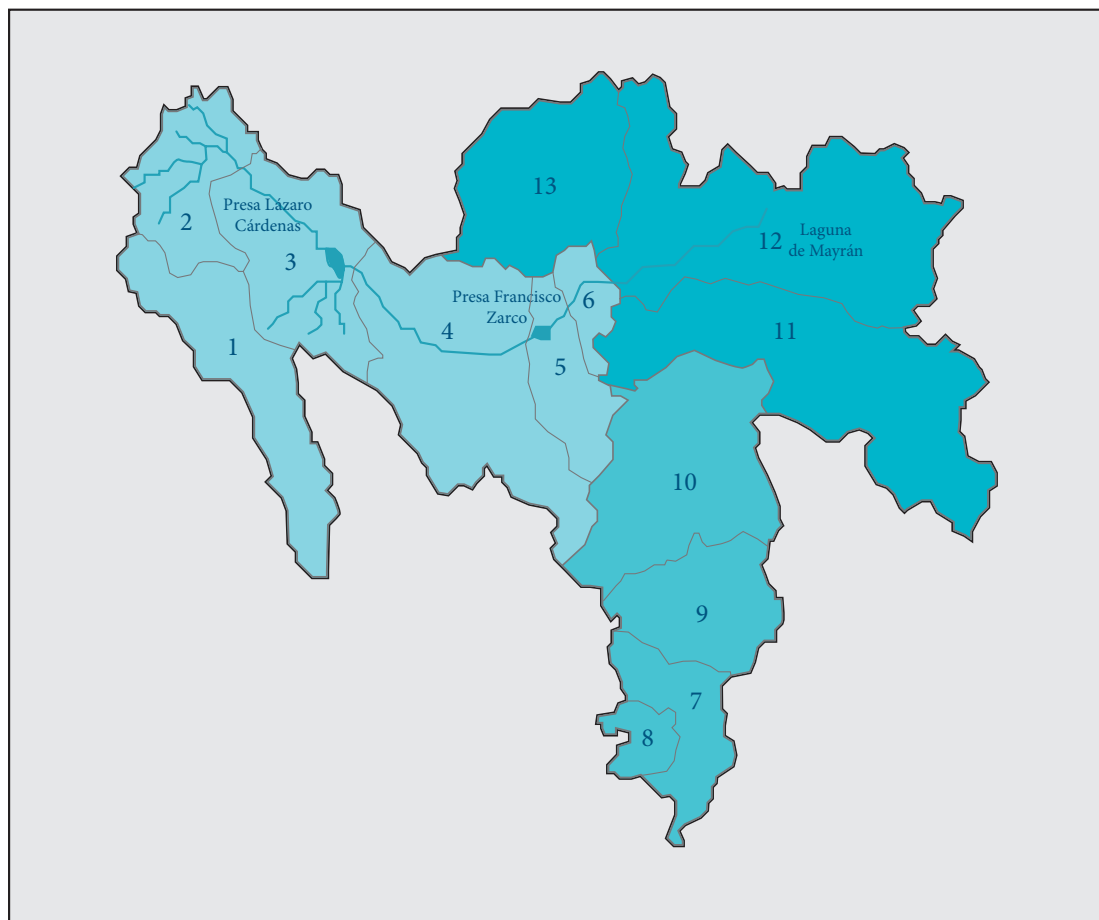 13
2
Presa Lázaro
Cárdenas
12
Laguna
de Mayrán
3
Presa Francisco
Zarco
6
4
11
1
5
10
9
7
8